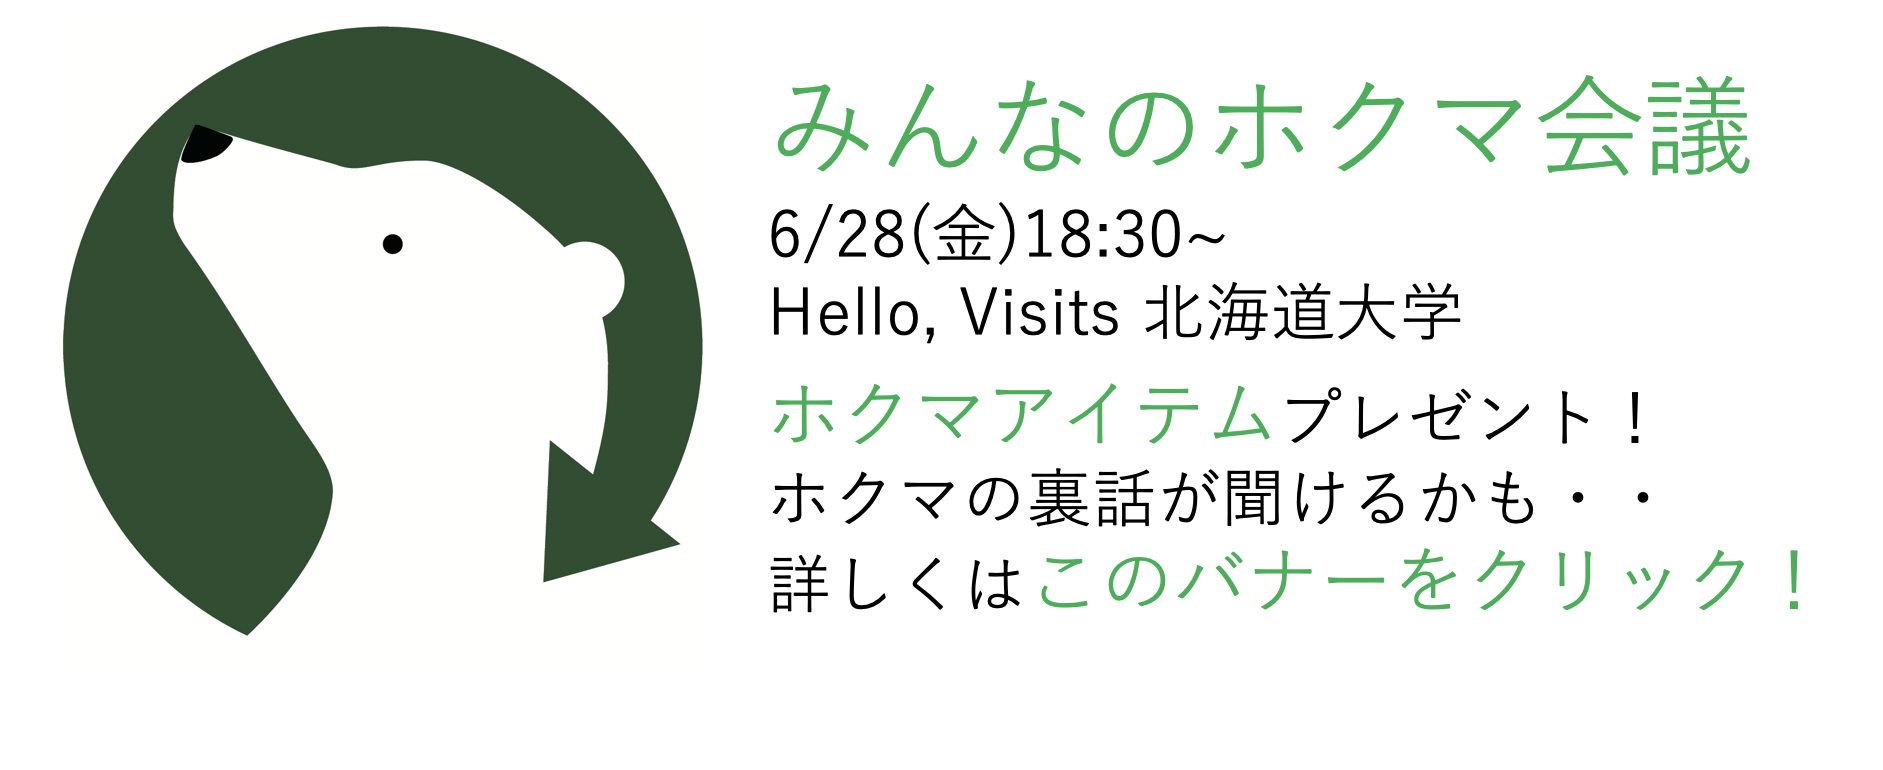 みんなのホクマ会議
6/28(金)18:30~
Hello, Visits 北海道大学
ホクマアイテムプレゼント！
ホクマの裏話が聞けるかも・・
詳しくはこのバナーをクリック！